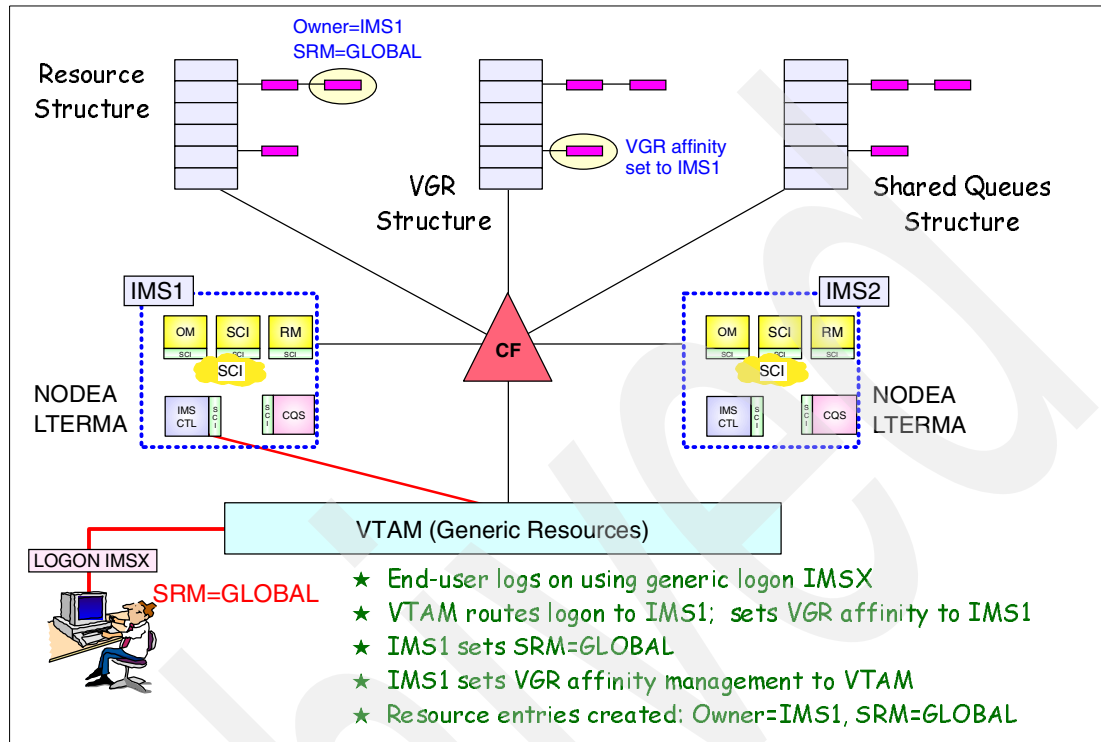 Owner=IMS1
SRM=GLOBAL
Resource
Structure
VGR affinity
set to IMS1
VGR
Structure
Shared Queues
Structure
IMS1
OM
SCI
RM
SCI
SCI
SCI
SCI
NODEA
LTERMA
IMS
CTL
SCI
SCI
CQS
CF
IMS2
OM
SCI
RM
SCI
SCI
SCI
SCI
IMS
CTL
SCI
SCI
CQS
NODEA
LTERMA
VTAM (Generic Resources)
LOGON IMSX
SRM=GLOBAL
★ End-user logs on using generic logon IMSX
★ VTAM routes logon to IMS1; sets VGR affinity to IMS1
★ IMS1 sets SRM=GLOBAL
★ IMS1 sets VGR affinity management to VTAM
★ Resource entries created: Owner=IMS1, SRM=GLOBAL